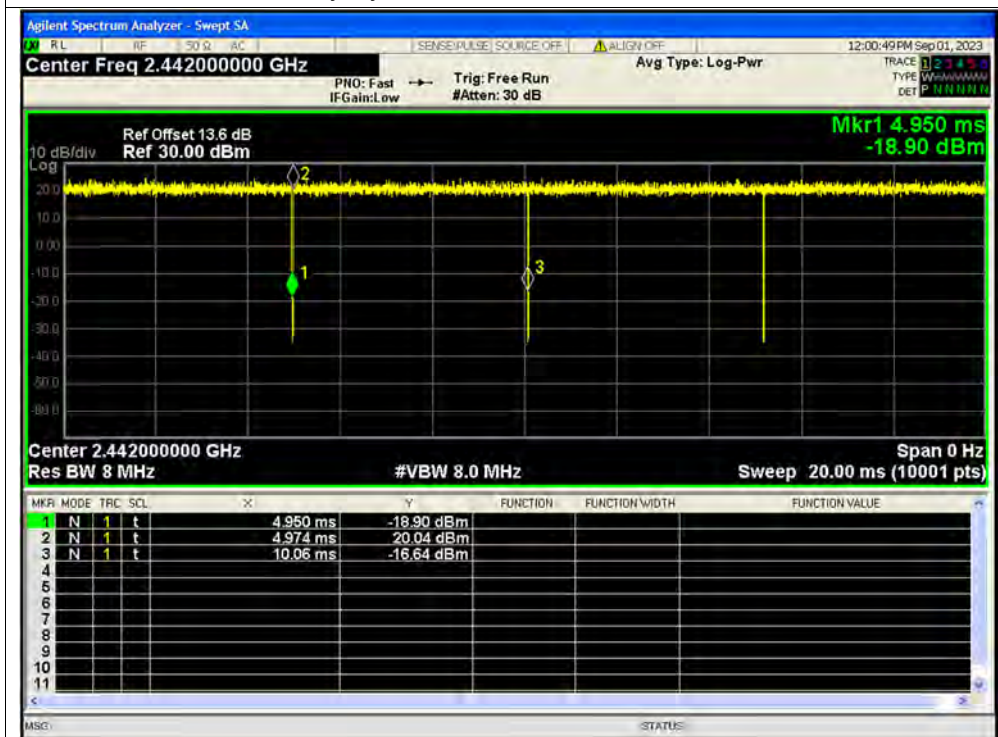 Agilent Spectrum Analyzer - Swept SA
RL RF 50 Ω AC SENSE:PULSE SOURCE OFF ALIGN OFF 12:00:49 PM Sep 01, 2023
Center Freq 2.442000000 GHz
PNO: Fast
IFGain:Low
Trig: Free Run
#Atten: 30 dB
Avg Type: Log-Pwr
TRACE 1 2 3 4 5 6
TYPE
DET P N N N N N
Mkr1 4.950 ms
-18.90 dBm
Ref Offset 13.6 dB
10 dB/div Ref 30.00 dBm
Log
20.0
10.0
0.00
-10.0
-20.0
-30.0
-40.0
-50.0
-60.0
2
1
3
Center 2.442000000 GHz Span 0 Hz
Res BW 8 MHz #VBW 8.0 MHz Sweep 20.00 ms (10001 pts)
MKR MODE TRC SCL X Y FUNCTION FUNCTION WIDTH FUNCTION VALUE
1 N 1 t 4.950 ms -18.90 dBm
2 N 1 t 4.974 ms 20.04 dBm
3 N 1 t 10.06 ms -16.64 dBm
4
5
6
7
8
9
10
11
MSG STATUS